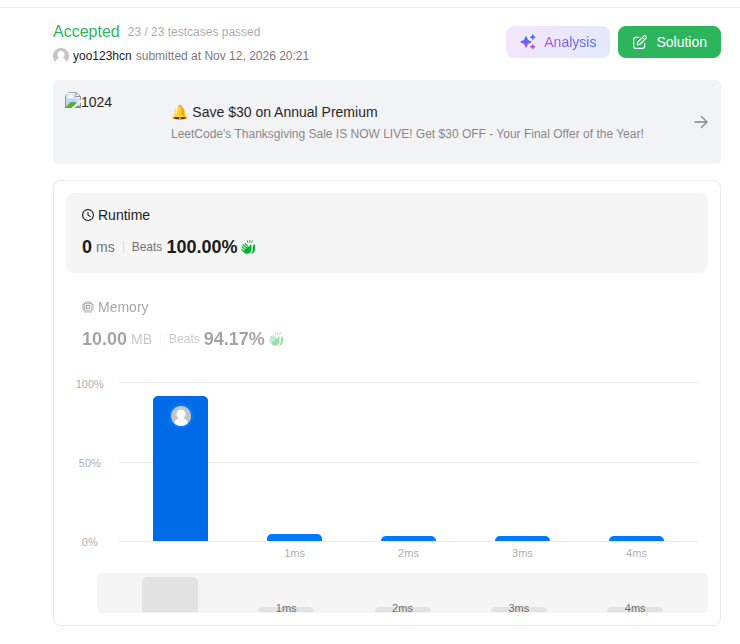 Accepted 23 / 23 testcases passed
yoo123hcn submitted at Nov 12, 2026 20:21
Analysis
Solution
1024
🔔 Save $30 on Annual Premium
LeetCode's Thanksgiving Sale IS NOW LIVE! Get $30 OFF - Your Final Offer of the Year!
Runtime
0 ms | Beats 100.00%
Memory
10.00 MB | Beats 94.17%
100%
50%
0%
1ms 2ms 3ms 4ms
1ms 2ms 3ms 4ms